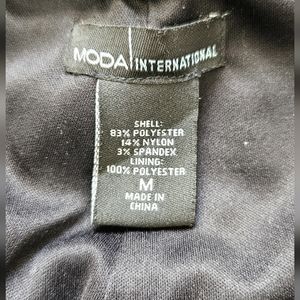 MODA INTERNATIONAL
SHELL:
83% POLYESTER
14% NYLON
3% SPANDEX
LINING:
100% POLYESTER
M
MADE IN
CHINA